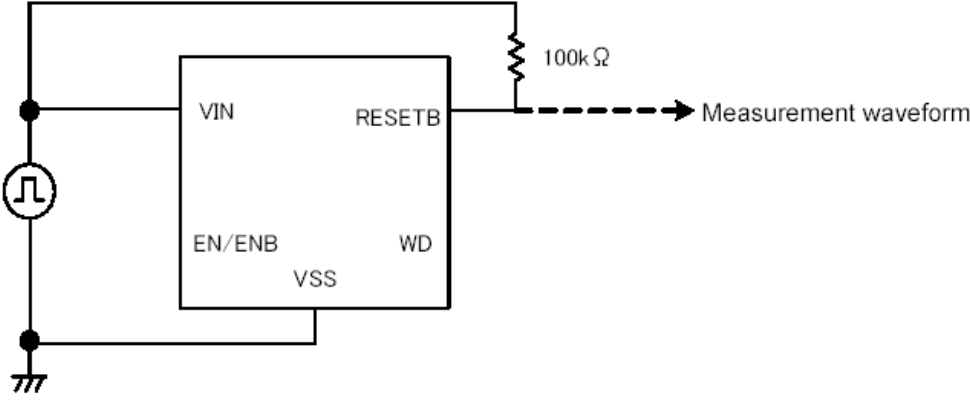 100kΩ
VIN
RESETB
Measurement waveform
EN/ENB
WD
VSS